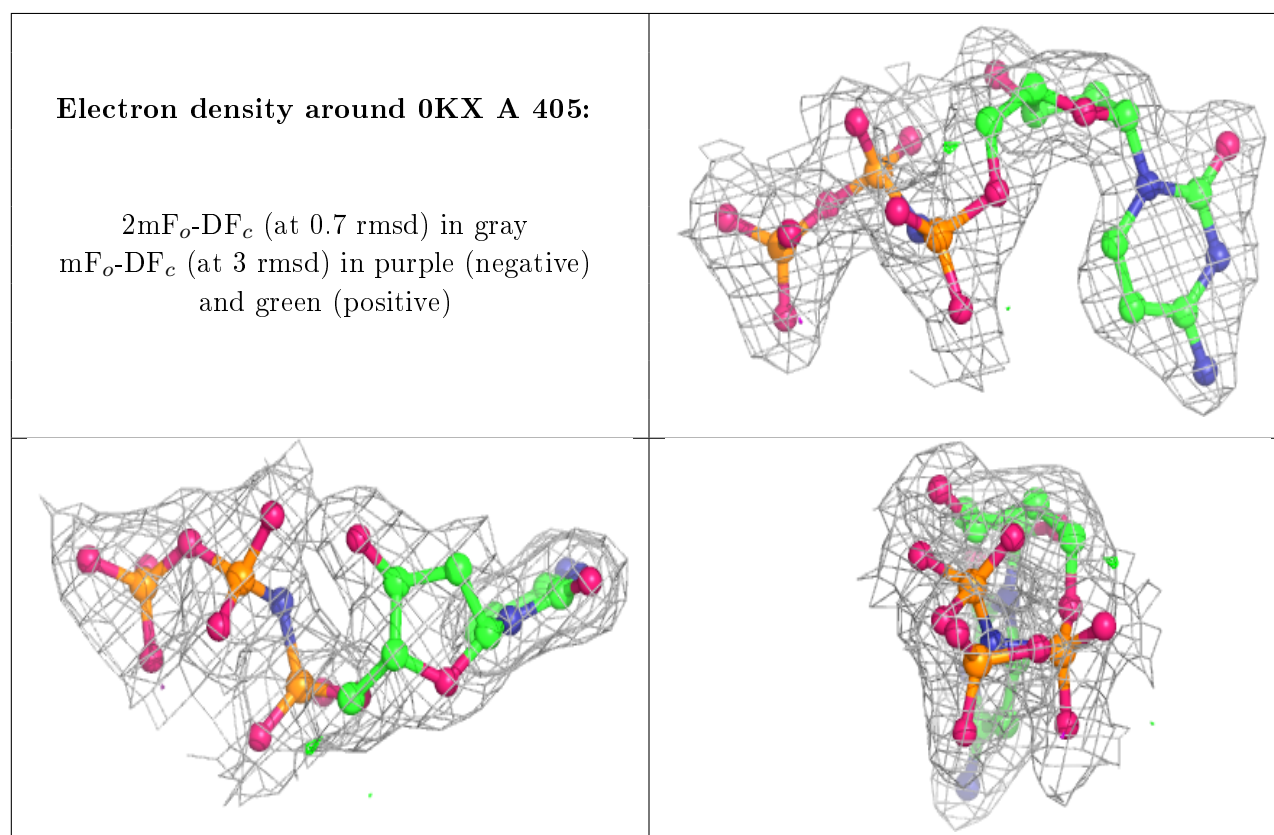 Electron density around 0KX A 405:
2mFₒ-DF𝒸 (at 0.7 rmsd) in gray
mFₒ-DF𝒸 (at 3 rmsd) in purple (negative)
and green (positive)